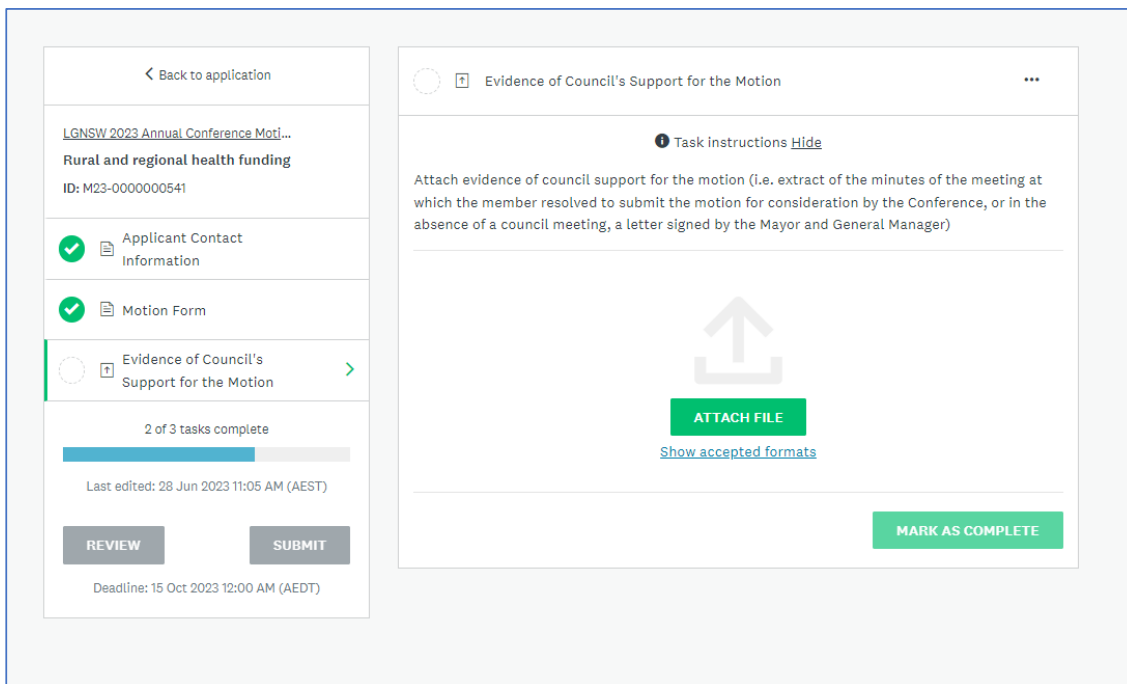 Back to application
LGNSW 2023 Annual Conference Moti...
Rural and regional health funding
ID: M23-0000000541
Applicant Contact
Information
Motion Form
Evidence of Council's
Support for the Motion
2 of 3 tasks complete
Last edited: 28 Jun 2023 11:05 AM (AEST)
REVIEW
SUBMIT
Deadline: 15 Oct 2023 12:00 AM (AEDT)
Evidence of Council's Support for the Motion
Task instructions Hide
Attach evidence of council support for the motion (i.e. extract of the minutes of the meeting at
which the member resolved to submit the motion for consideration by the Conference, or in the
absence of a council meeting, a letter signed by the Mayor and General Manager)
ATTACH FILE
Show accepted formats
MARK AS COMPLETE